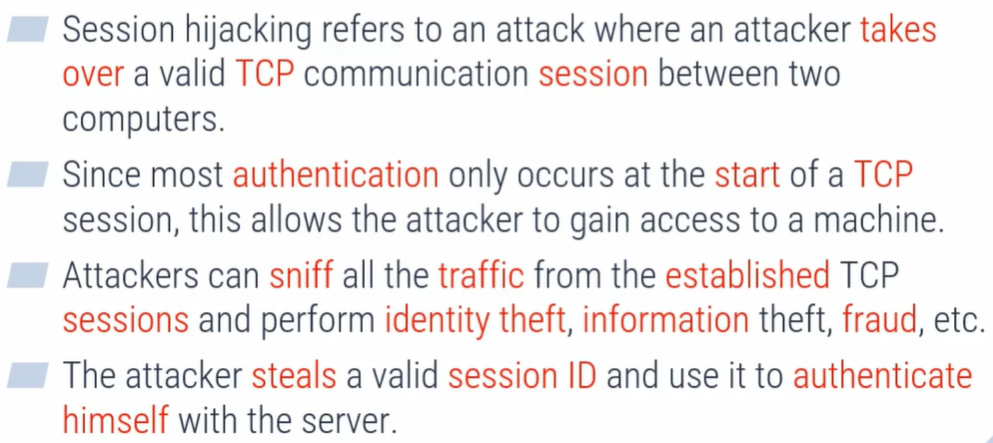 Session hijacking refers to an attack where an attacker takes
over a valid TCP communication session between two
computers.
Since most authentication only occurs at the start of a TCP
session, this allows the attacker to gain access to a machine.
Attackers can sniff all the traffic from the established TCP
sessions and perform identity theft, information theft, fraud, etc.
The attacker steals a valid session ID and use it to authenticate
himself with the server.